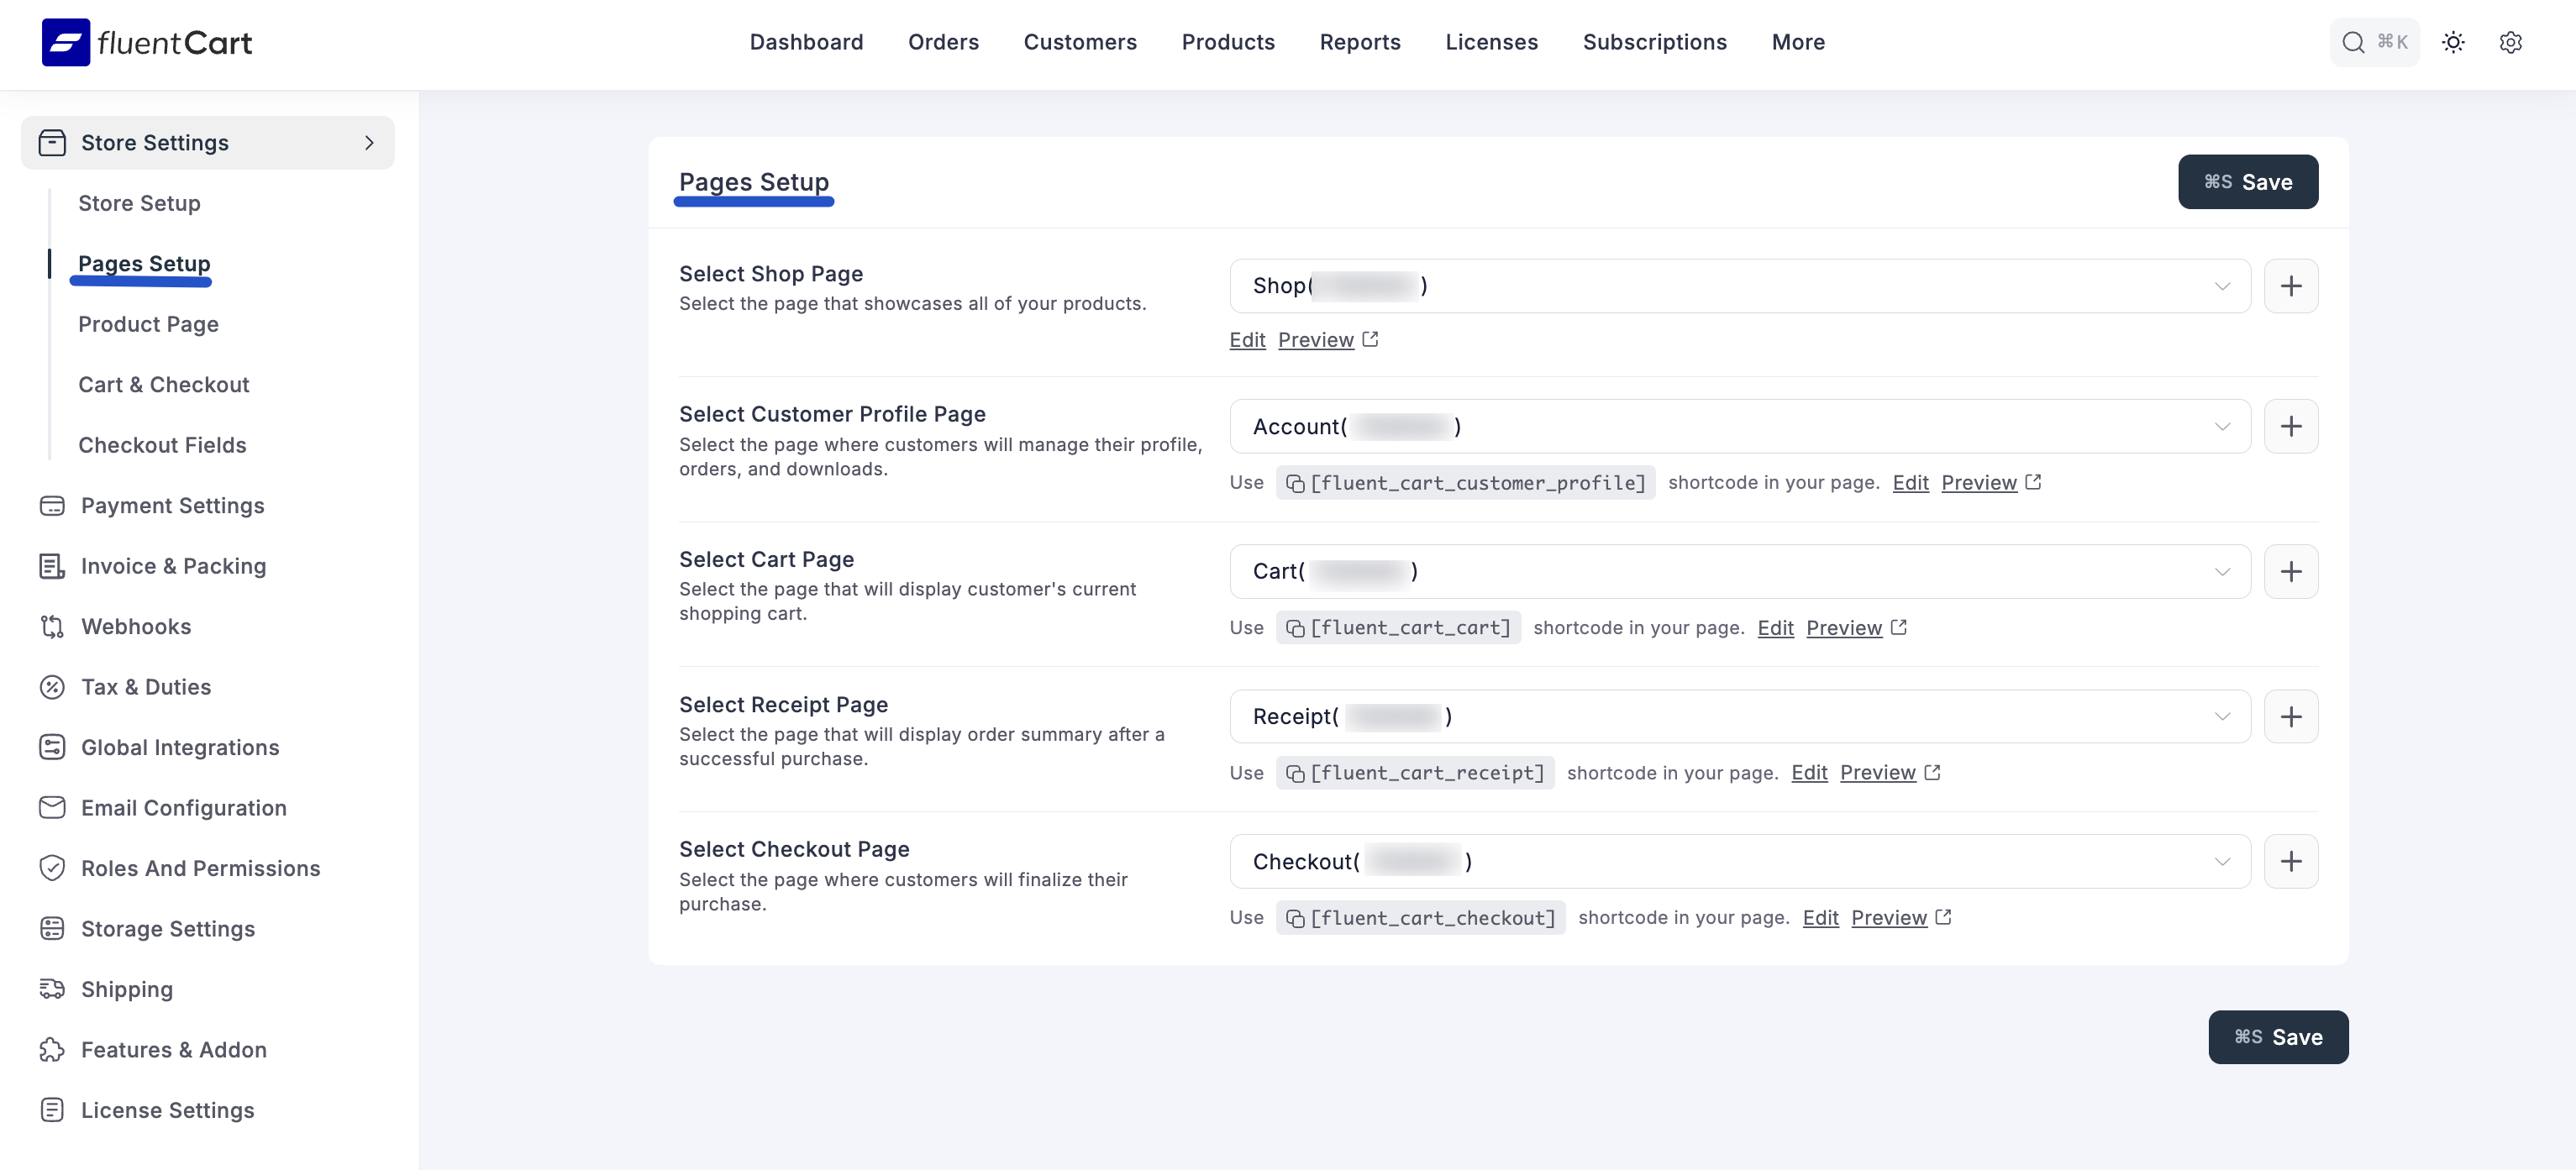 fluentCart
Dashboard
Orders
Customers
Products
Reports
Licenses
Subscriptions
More
⌘K
Store Settings
Store Setup
Pages Setup
Product Page
Cart & Checkout
Checkout Fields
Payment Settings
Invoice & Packing
Webhooks
Tax & Duties
Global Integrations
Email Configuration
Roles And Permissions
Storage Settings
Shipping
Features & Addon
License Settings
Pages Setup
⌘S Save
Select Shop Page
Select the page that showcases all of your products.
Shop( )
Edit Preview
Select Customer Profile Page
Select the page where customers will manage their profile,
orders, and downloads.
Account( )
Use [fluent_cart_customer_profile] shortcode in your page. Edit Preview
Select Cart Page
Select the page that will display customer's current
shopping cart.
Cart( )
Use [fluent_cart_cart] shortcode in your page. Edit Preview
Select Receipt Page
Select the page that will display order summary after a
successful purchase.
Receipt( )
Use [fluent_cart_receipt] shortcode in your page. Edit Preview
Select Checkout Page
Select the page where customers will finalize their
purchase.
Checkout( )
Use [fluent_cart_checkout] shortcode in your page. Edit Preview
⌘S Save